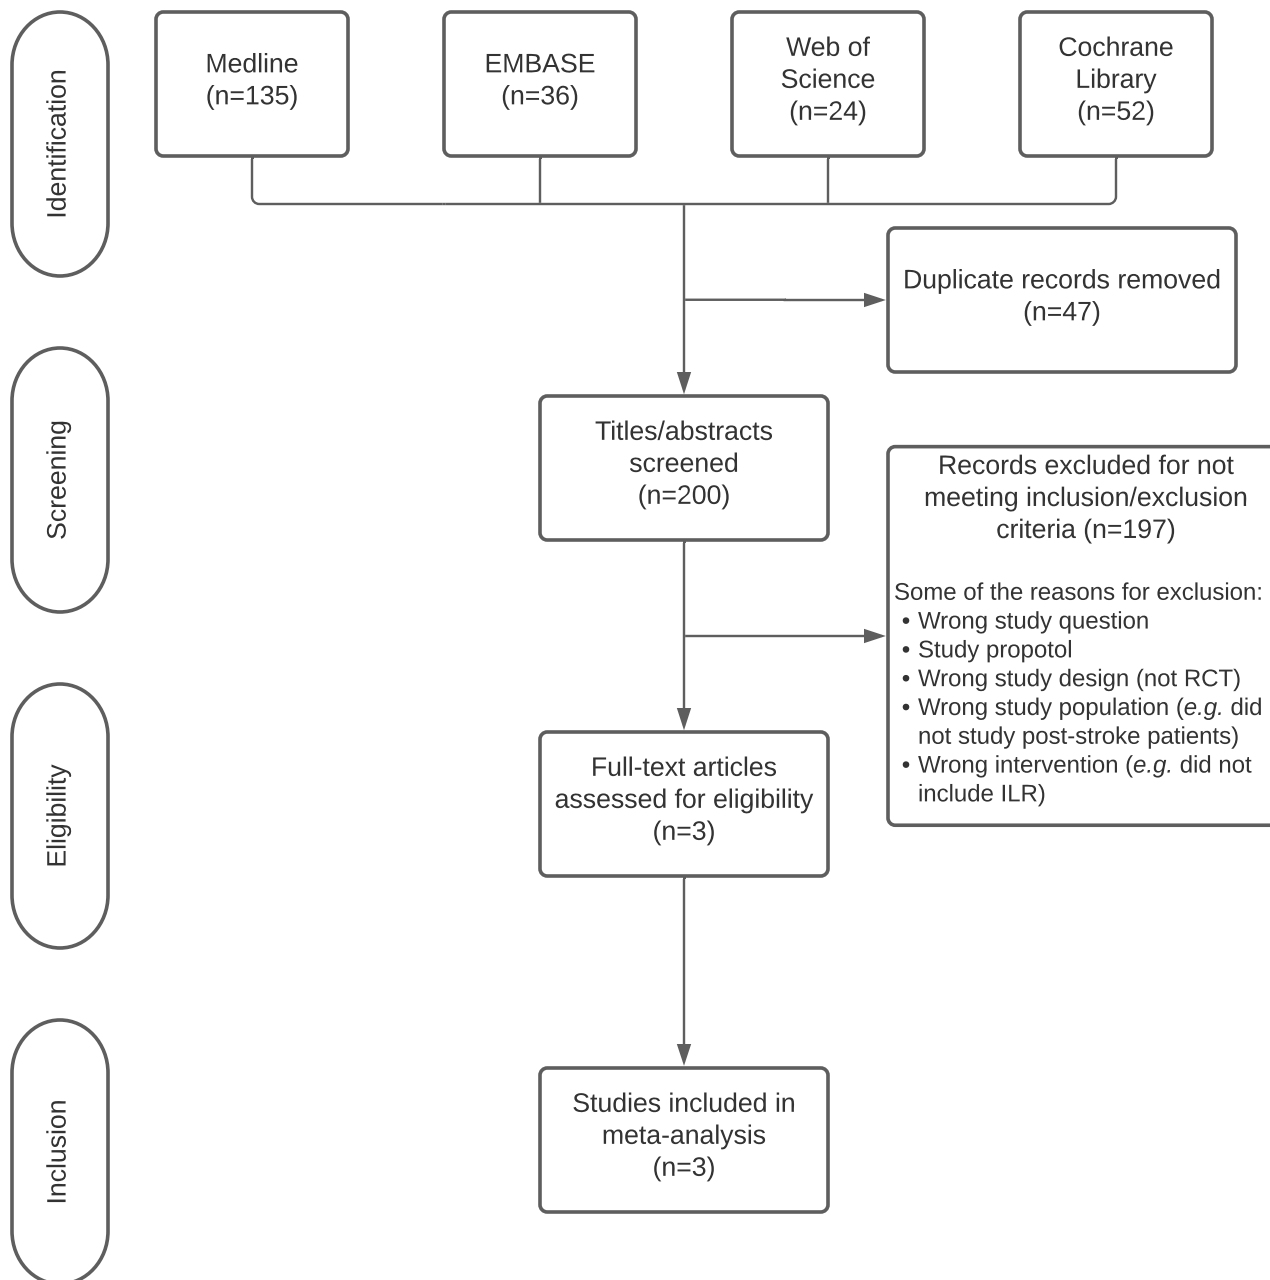 Identification
Medline
(n=135)
EMBASE
(n=36)
Web of
Science
(n=24)
Cochrane
Library
(n=52)
Duplicate records removed
(n=47)
Screening
Titles/abstracts
screened
(n=200)
Records excluded for not
meeting inclusion/exclusion
criteria (n=197)
Some of the reasons for exclusion:
• Wrong study question
• Study propotol
• Wrong study design (not RCT)
• Wrong study population (e.g. did
not study post-stroke patients)
• Wrong intervention (e.g. did not
include ILR)
Eligibility
Full-text articles
assessed for eligibility
(n=3)
Inclusion
Studies included in
meta-analysis
(n=3)